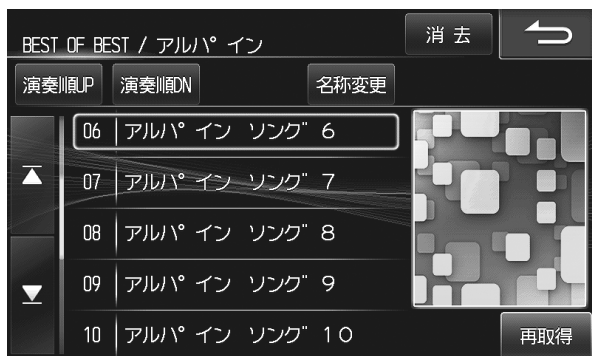 BEST OF BEST / アルパイン
消去
演奏順UP
演奏順DN
名称変更
06 アルパイン ソング 6
07 アルパイン ソング 7
08 アルパイン ソング 8
09 アルパイン ソング 9
10 アルパイン ソング 10
再取得